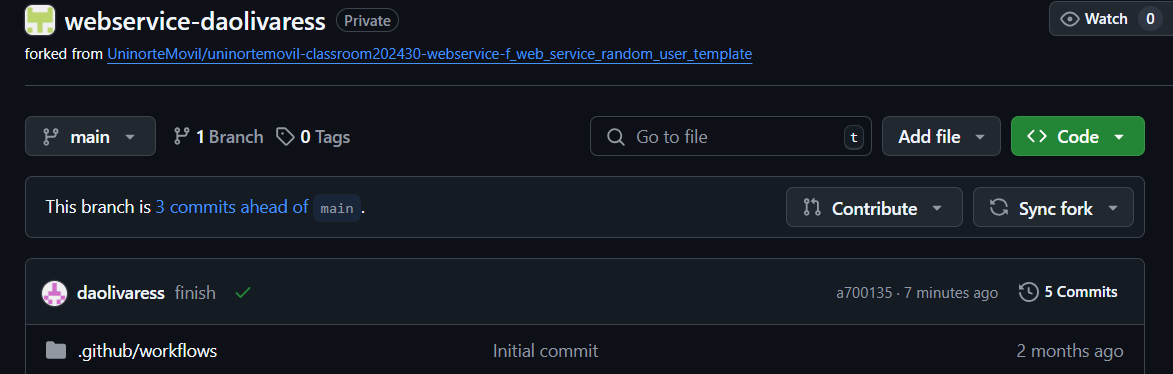 webservice-daolivaress Private Watch 0
forked from UninorteMovil/uninortemovil-classroom202430-webservice-f_web_service_random_user_template
main 1 Branch 0 Tags Go to file t Add file Code
This branch is 3 commits ahead of main . Contribute Sync fork
daolivaress finish a700135 · 7 minutes ago 5 Commits
.github/workflows Initial commit 2 months ago